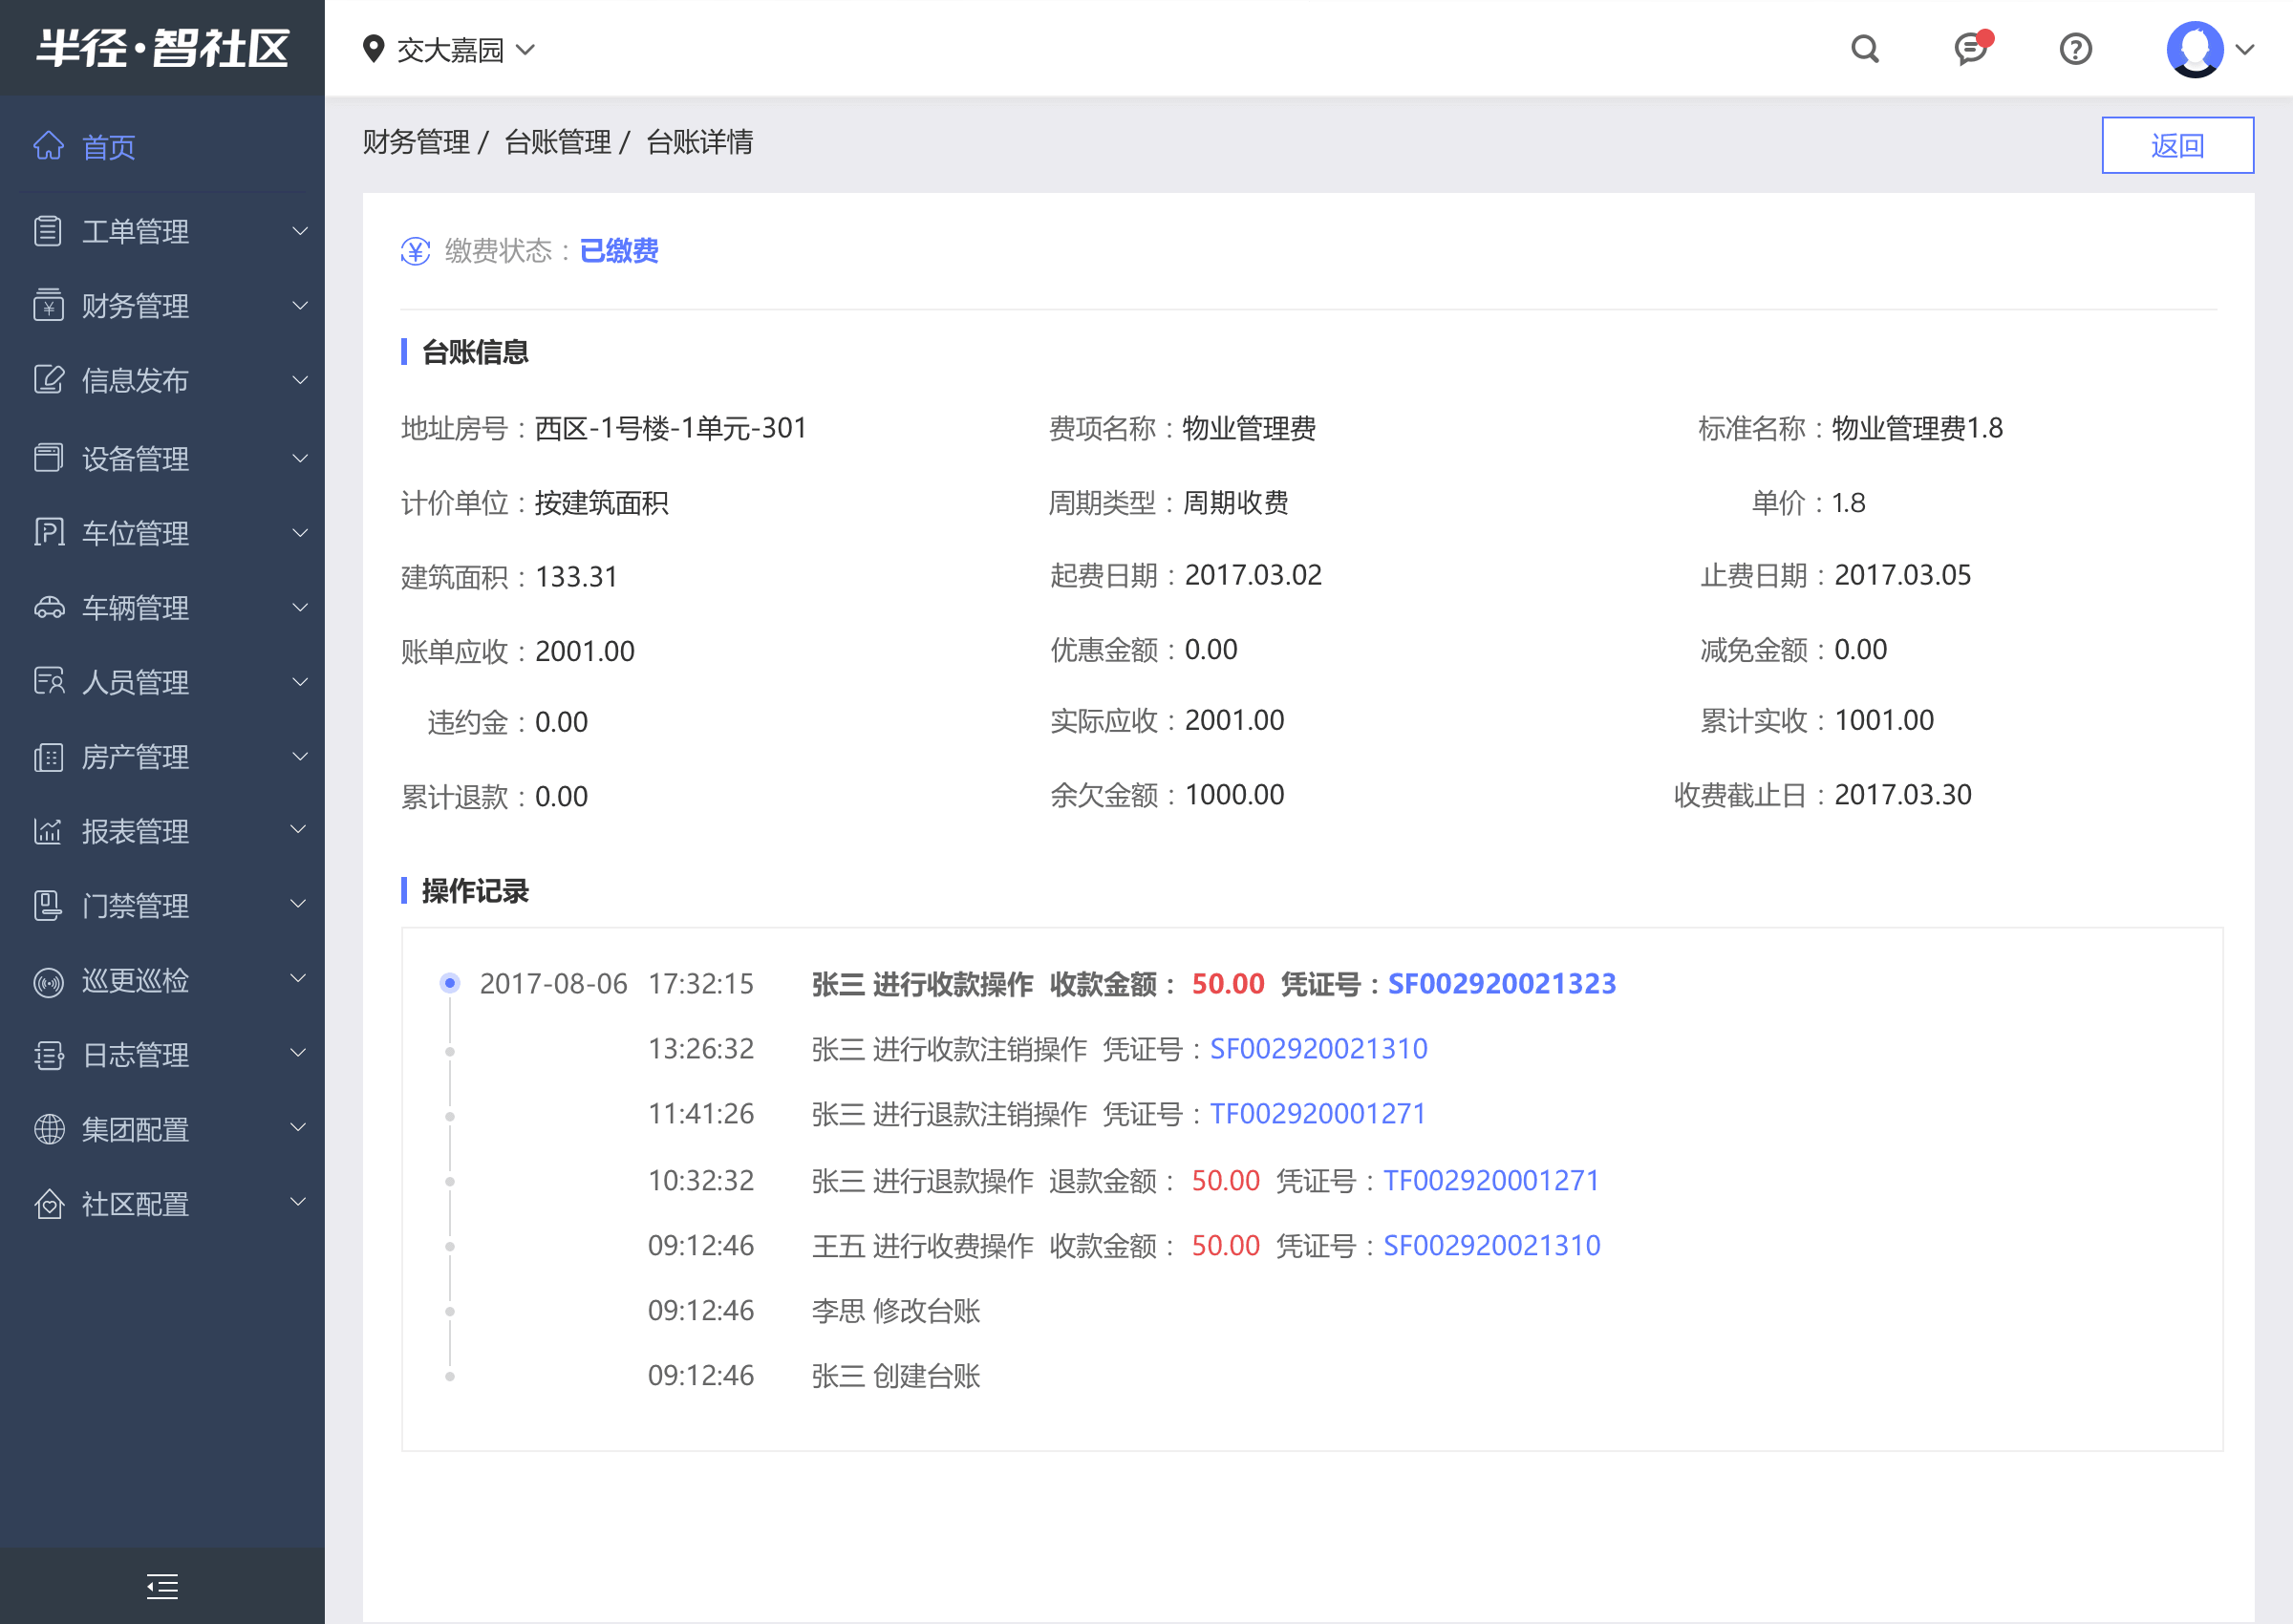 半径·智社区
交大嘉园
首页
工单管理
财务管理
信息发布
设备管理
车位管理
车辆管理
人员管理
房产管理
报表管理
门禁管理
巡更巡检
日志管理
集团配置
社区配置
财务管理 / 台账管理 / 台账详情
返回
缴费状态：已缴费
台账信息
地址房号：西区-1号楼-1单元-301 费项名称：物业管理费 标准名称：物业管理费1.8
计价单位：按建筑面积 周期类型：周期收费 单价：1.8
建筑面积：133.31 起费日期：2017.03.02 止费日期：2017.03.05
账单应收：2001.00 优惠金额：0.00 减免金额：0.00
违约金：0.00 实际应收：2001.00 累计实收：1001.00
累计退款：0.00 余欠金额：1000.00 收费截止日：2017.03.30
操作记录
2017-08-06 17:32:15 张三 进行收款操作 收款金额： 50.00 凭证号：SF002920021323
13:26:32 张三 进行收款注销操作 凭证号：SF002920021310
11:41:26 张三 进行退款注销操作 凭证号：TF002920001271
10:32:32 张三 进行退款操作 退款金额： 50.00 凭证号：TF002920001271
09:12:46 王五 进行收费操作 收款金额： 50.00 凭证号：SF002920021310
09:12:46 李思 修改台账
09:12:46 张三 创建台账